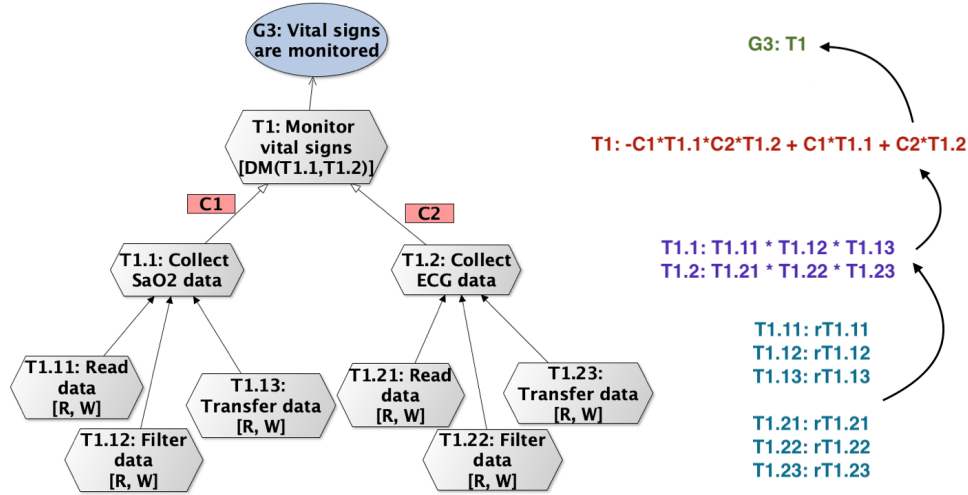 G3: Vital signs
are monitored
T1: Monitor
vital signs
[DM(T1.1,T1.2)]
C1
C2
T1.1: Collect
SaO2 data
T1.2: Collect
ECG data
T1.11: Read
data
[R, W]
T1.12: Filter
data
[R, W]
T1.13:
Transfer data
[R, W]
T1.21: Read
data
[R, W]
T1.22: Filter
data
[R, W]
T1.23:
Transfer data
[R, W]
G3: T1
T1: -C1*T1.1*C2*T1.2 + C1*T1.1 + C2*T1.2
T1.1: T1.11 * T1.12 * T1.13
T1.2: T1.21 * T1.22 * T1.23
T1.11: rT1.11
T1.12: rT1.12
T1.13: rT1.13
T1.21: rT1.21
T1.22: rT1.22
T1.23: rT1.23